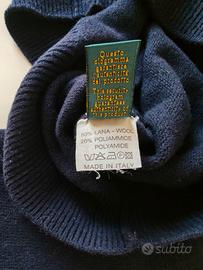 Questo
ologramma
garantisce
l'autenticità
del prodotto
This security
hologram
guarantees
authenticity
of this product
80% LANA - WOOL
20% POLIAMMIDE
POLYAMIDE
MADE IN ITALY
subito